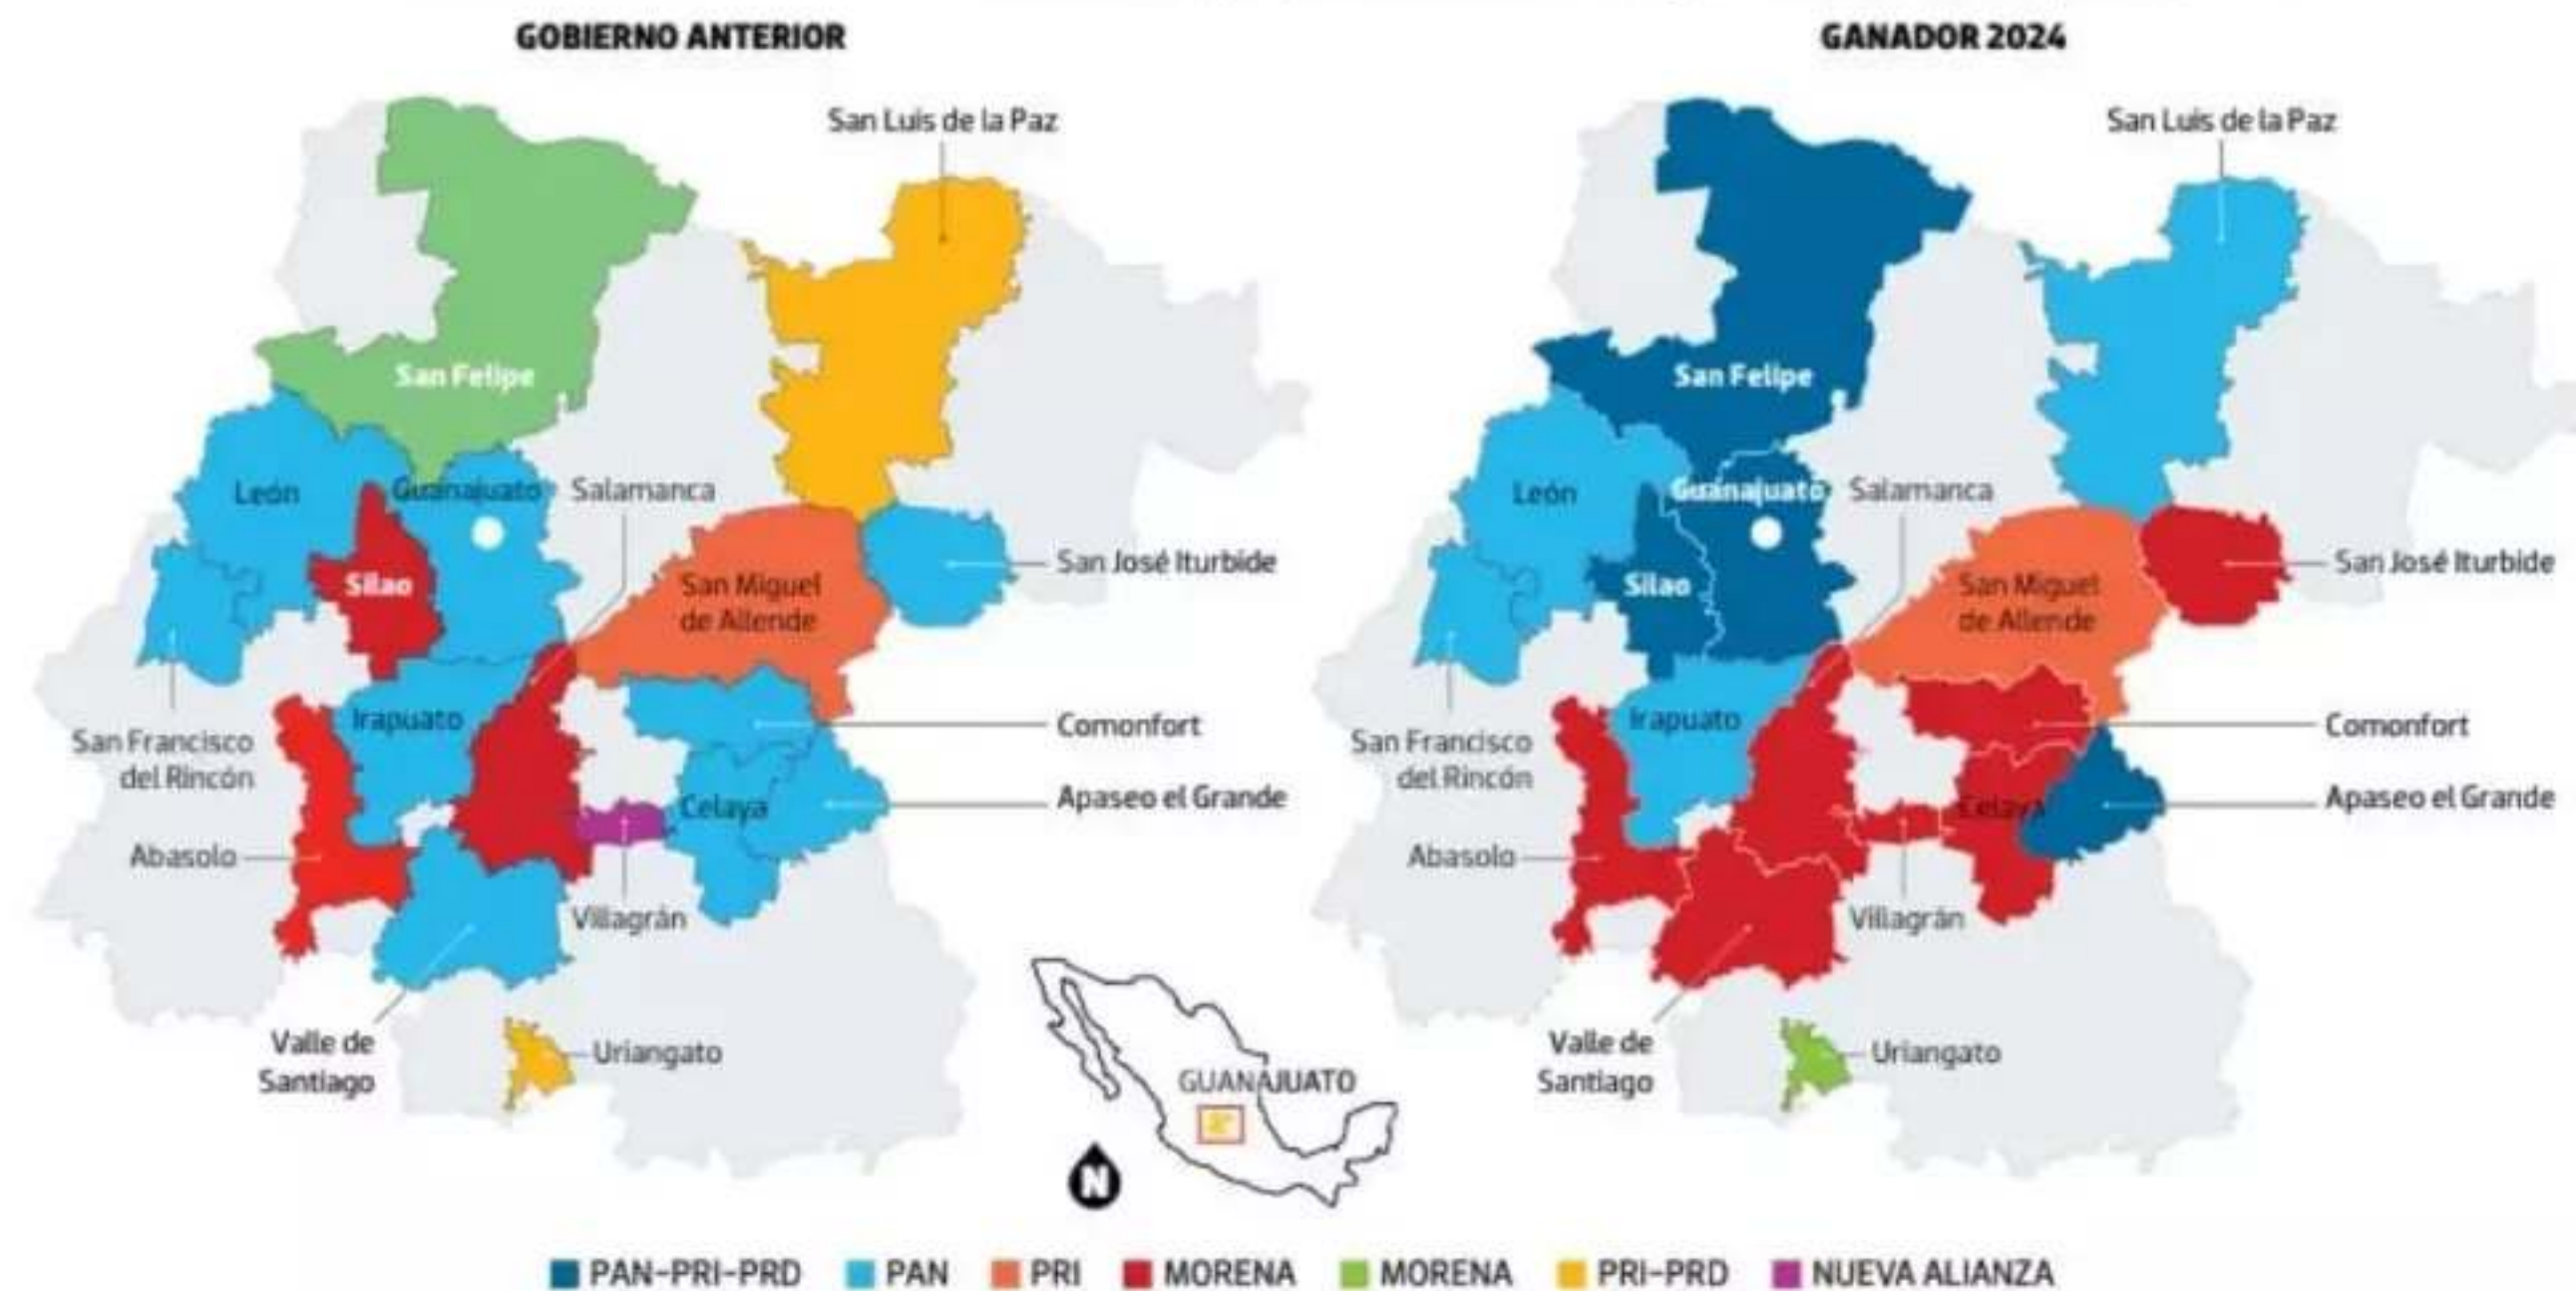 GOBIERNO ANTERIOR
San Luis de la Paz
San Felipe
León
Guanajuato
Salamanca
Silao
San Miguel
de Allende
San José Iturbide
Irapuato
San Francisco
del Rincón
Comonfort
Celaya
Apaseo el Grande
Abasolo
Villagrán
Valle de
Santiago
Uriangato
GANADOR 2024
San Luis de la Paz
San Felipe
León
Guanajuato
Salamanca
Silao
San Miguel
de Allende
San José Iturbide
Irapuato
San Francisco
del Rincón
Comonfort
Celaya
Apaseo el Grande
Abasolo
Villagrán
Valle de
Santiago
Uriangato
GUANAJUATO
N
PAN-PRI-PRD PAN PRI MORENA MORENA PRI-PRD NUEVA ALIANZA